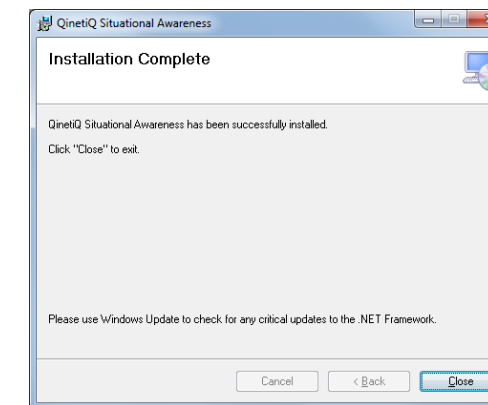 QinetiQ Situational Awareness
Installation Complete
QinetiQ Situational Awareness has been successfully installed.
Click "Close" to exit.
Please use Windows Update to check for any critical updates to the .NET Framework.
Cancel
< Back
Close